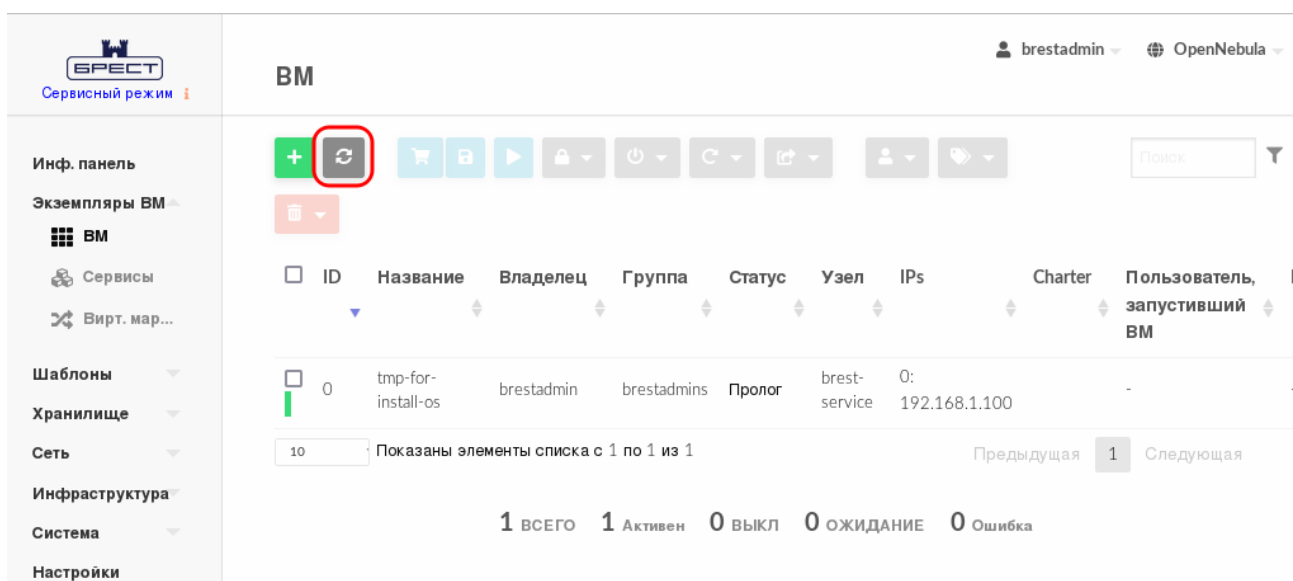 БРЕСТ
Сервисный режим i
ВМ
brestadmin
OpenNebula
Инф. панель
Экземпляры ВМ
ВМ
Сервисы
Вирт. мар...
Шаблоны
Хранилище
Сеть
Инфраструктура
Система
Настройки
+
Поиск
ID Название Владелец Группа Статус Узел IPs Charter Пользователь,
запустивший
ВМ
0 tmp-for- brestadmin brestadmins Пролог brest- 0: -
install-os service 192.168.1.100
10 Показаны элементы списка с 1 по 1 из 1
Предыдущая 1 Следующая
1 ВСЕГО 1 Активен 0 ВЫКЛ 0 ОЖИДАНИЕ 0 Ошибка